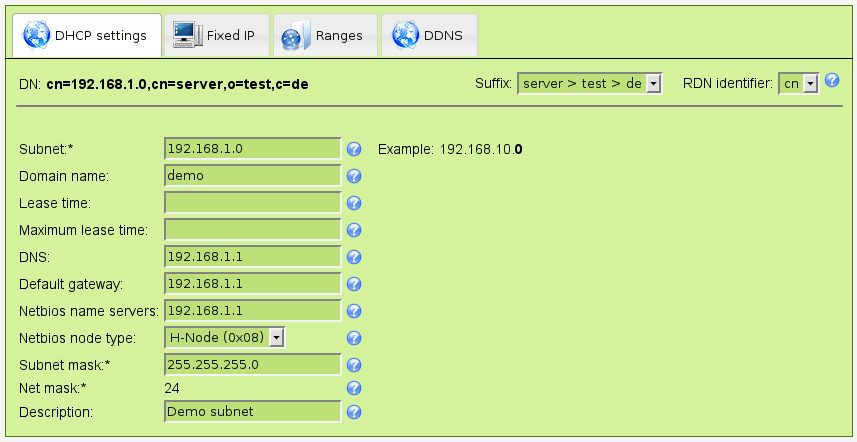 DHCP settings Fixed IP Ranges DDNS
DN: cn=192.168.1.0,cn=server,o=test,c=de Suffix: server > test > de RDN identifier: cn
Subnet:* 192.168.1.0 Example: 192.168.10.0
Domain name: demo
Lease time:
Maximum lease time:
DNS: 192.168.1.1
Default gateway: 192.168.1.1
Netbios name servers: 192.168.1.1
Netbios node type: H-Node (0x08)
Subnet mask:* 255.255.255.0
Net mask:* 24
Description: Demo subnet